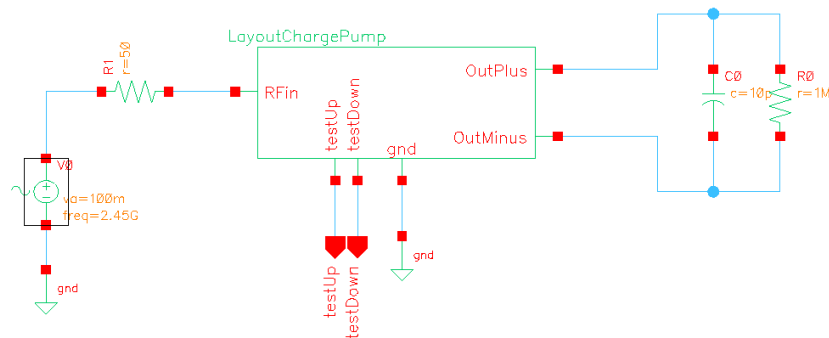 LayoutChargePump
R1
r=50
RFin
OutPlus
OutMinus
testUp
testDown
gnd
C0
c=10p
R0
r=1M
V0
va=100m
freq=2.45G
gnd
testUp
testDown
gnd